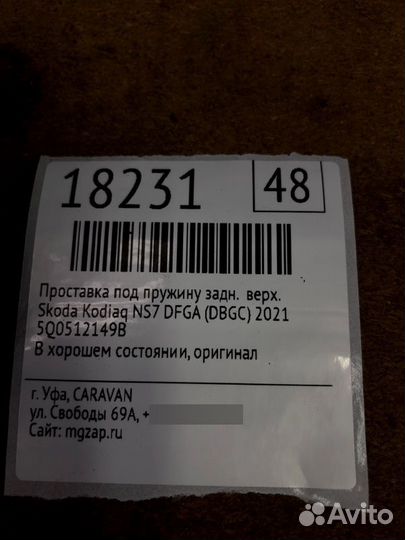 18231
48
Проставка под пружину задн. верх.
Skoda Kodiaq NS7 DFGA (DBGC) 2021
5Q0512149B
В хорошем состоянии, оригинал
г. Уфа, CARAVAN
ул. Свободы 69А, +
Сайт: mgzap.ru
Avito